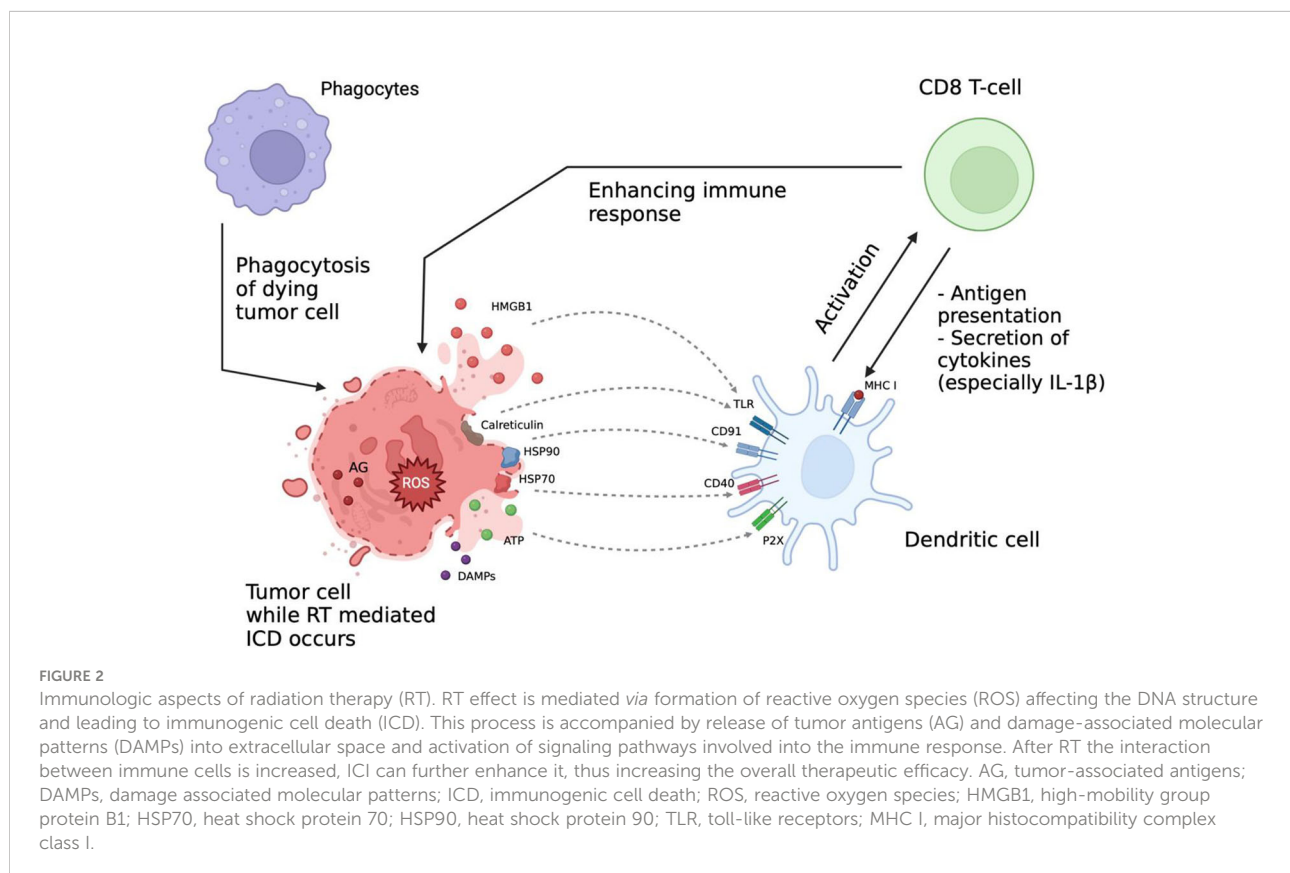 Phagocytes
CD8 T-cell
Enhancing immune
response
Phagocytosis
of dying
tumor cell
Activation
- Antigen
presentation
- Secretion of
cytokines
(especially IL-1β)
HMGB1
MHC I
TLR
Calreticulin
CD91
HSP90
AG
HSP70
CD40
ROS
ATP
P2X
Dendritic cell
DAMPs
Tumor cell
while RT mediated
ICD occurs
FIGURE 2
Immunologic aspects of radiation therapy (RT). RT effect is mediated via formation of reactive oxygen species (ROS) affecting the DNA structure
and leading to immunogenic cell death (ICD). This process is accompanied by release of tumor antigens (AG) and damage-associated molecular
patterns (DAMPs) into extracellular space and activation of signaling pathways involved into the immune response. After RT the interaction
between immune cells is increased, ICI can further enhance it, thus increasing the overall therapeutic efficacy. AG, tumor-associated antigens;
DAMPs, damage associated molecular patterns; ICD, immunogenic cell death; ROS, reactive oxygen species; HMGB1, high-mobility group
protein B1; HSP70, heat shock protein 70; HSP90, heat shock protein 90; TLR, toll-like receptors; MHC I, major histocompatibility complex
class I.